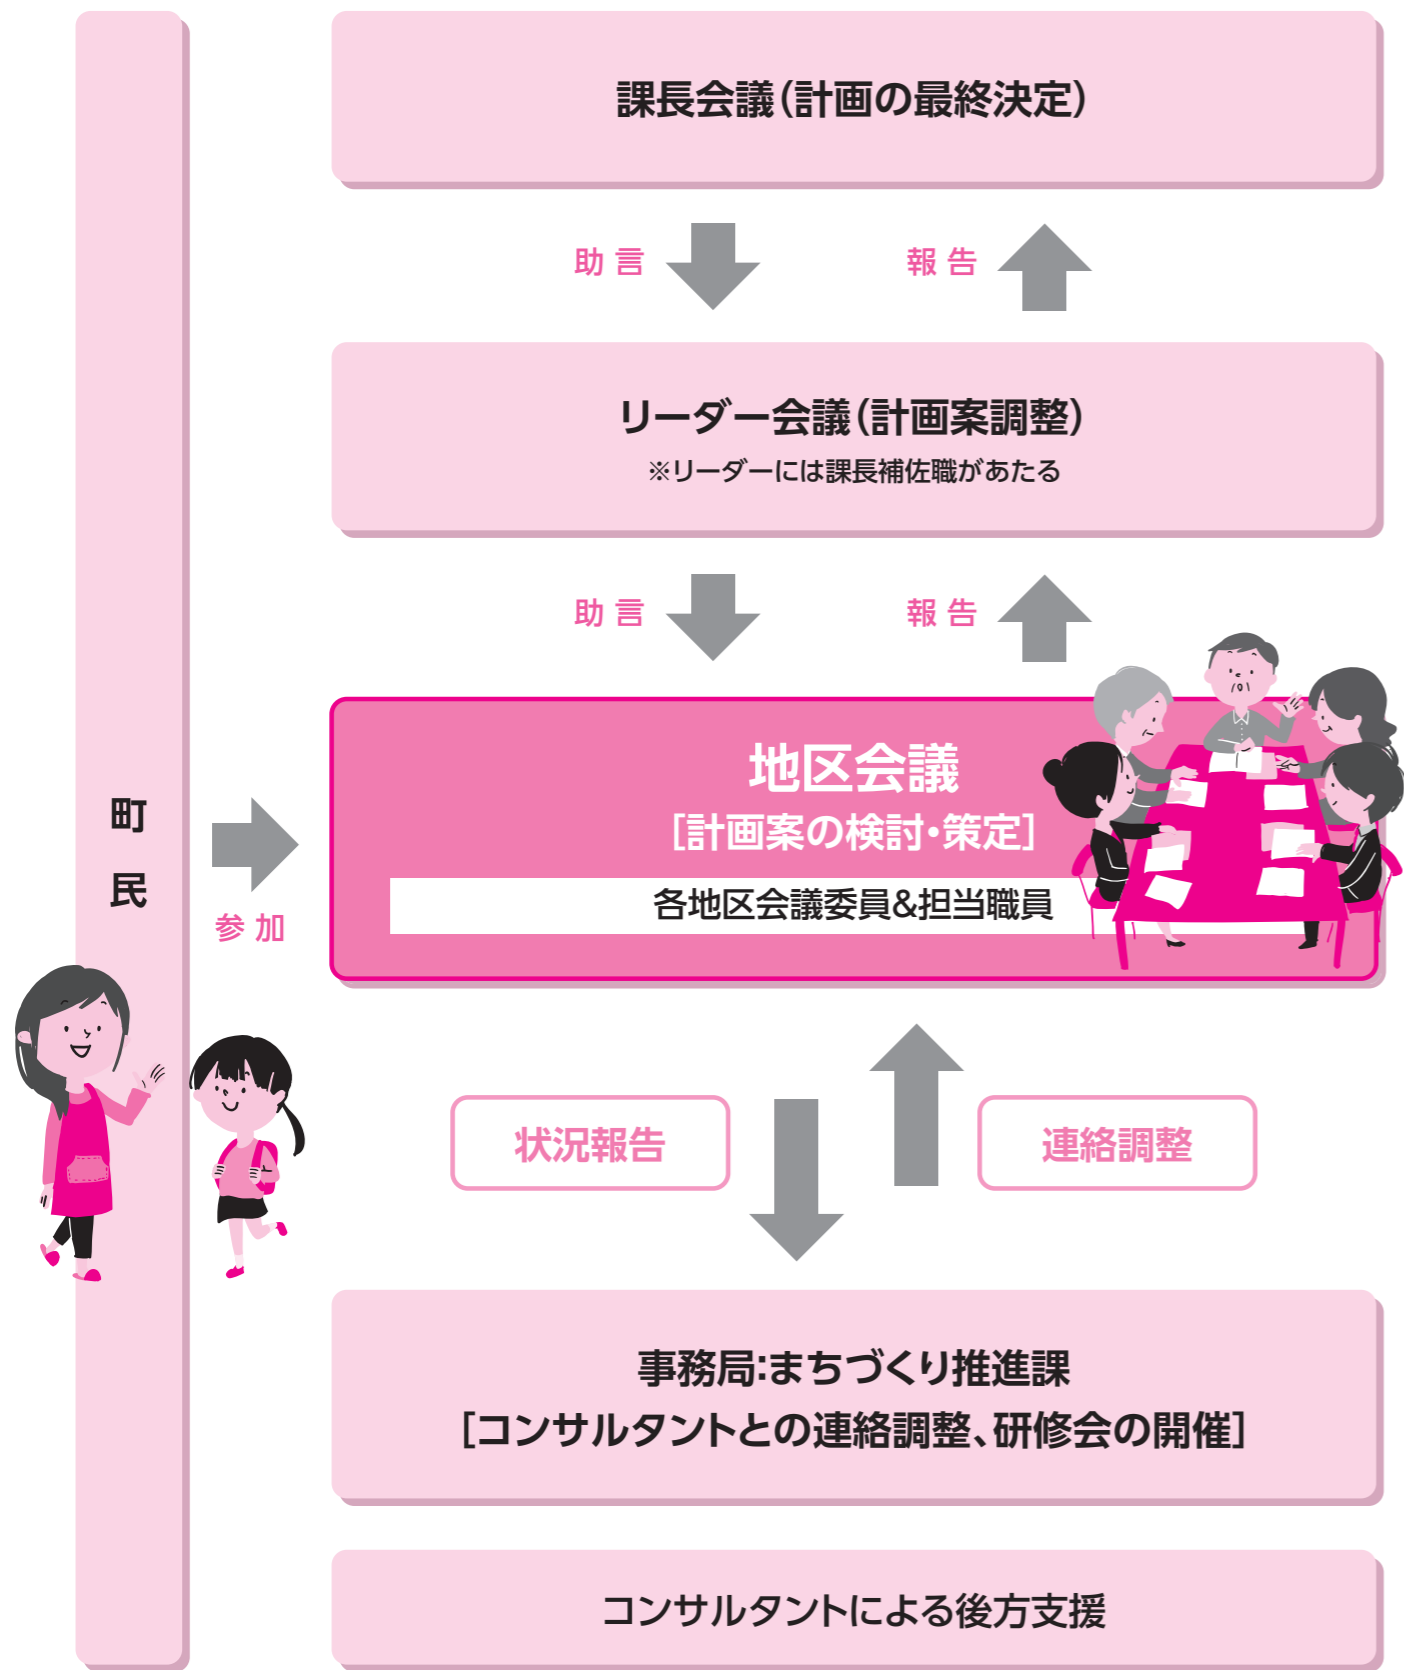 課長会議（計画の最終決定）
助言
報告
リーダー会議（計画案調整）
※リーダーには課長補佐職があたる
助言
報告
町民
参加
地区会議
［計画案の検討・策定］
各地区会議委員&担当職員
状況報告
連絡調整
事務局：まちづくり推進課
［コンサルタントとの連絡調整、研修会の開催］
コンサルタントによる後方支援